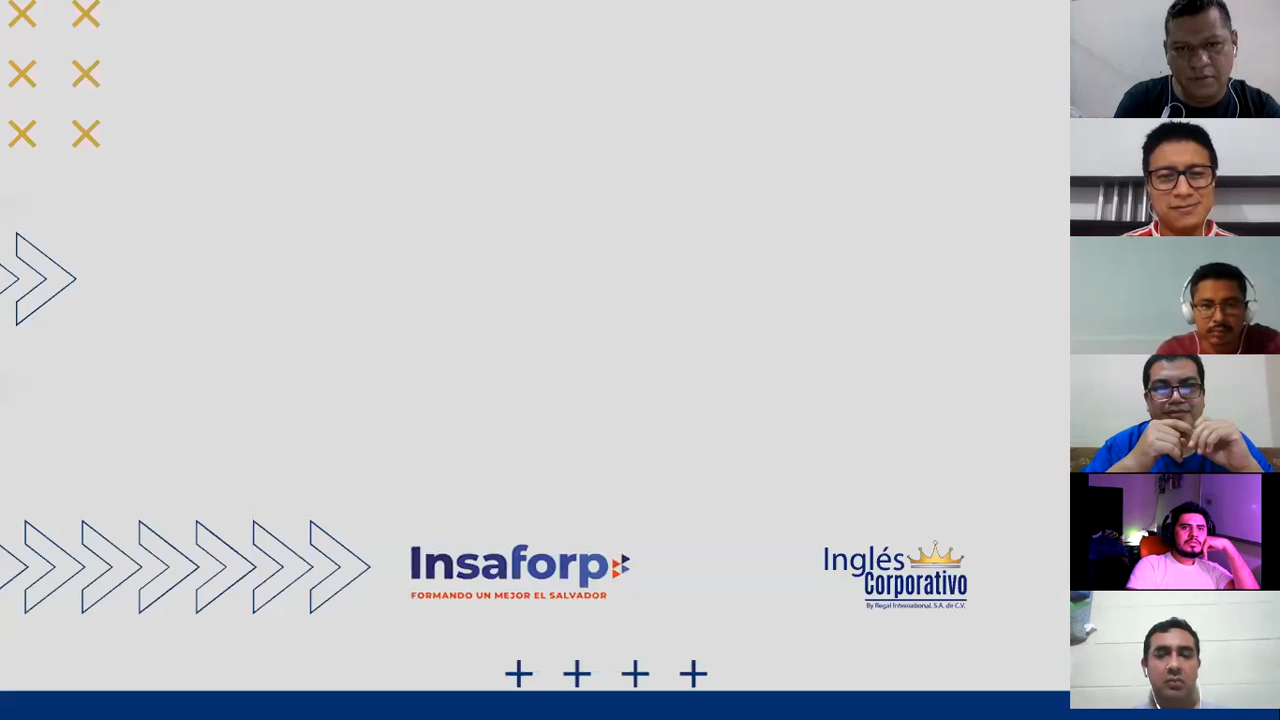 Insaforp
FORMANDO UN MEJOR EL SALVADOR
Inglés
Corporativo
By Regal International, S.A. de C.V.